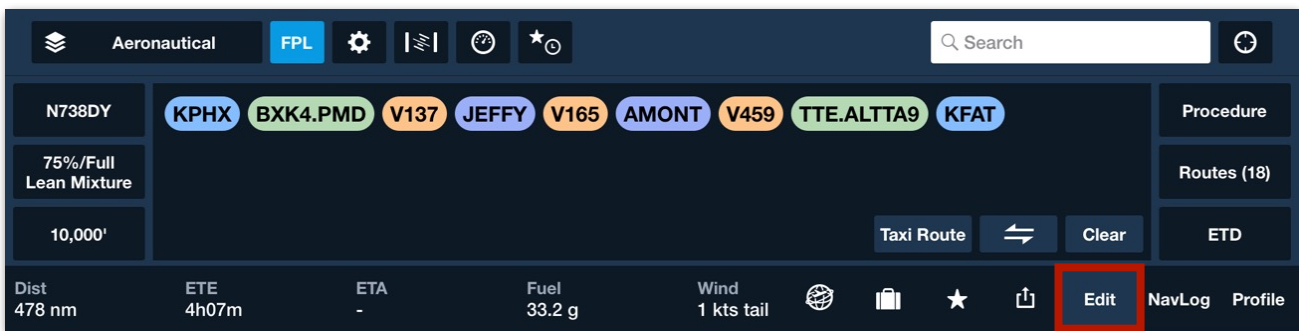 Aeronautical FPL Search
N738DY
KPHX BXK4.PMD V137 JEFFY V165 AMONT V459 TTE.ALTTA9 KFAT
Procedure
75%/Full
Lean Mixture
Routes (18)
10,000'
Taxi Route Clear
ETD
Dist ETE ETA Fuel Wind
478 nm 4h07m - 33.2 g 1 kts tail
Edit NavLog Profile